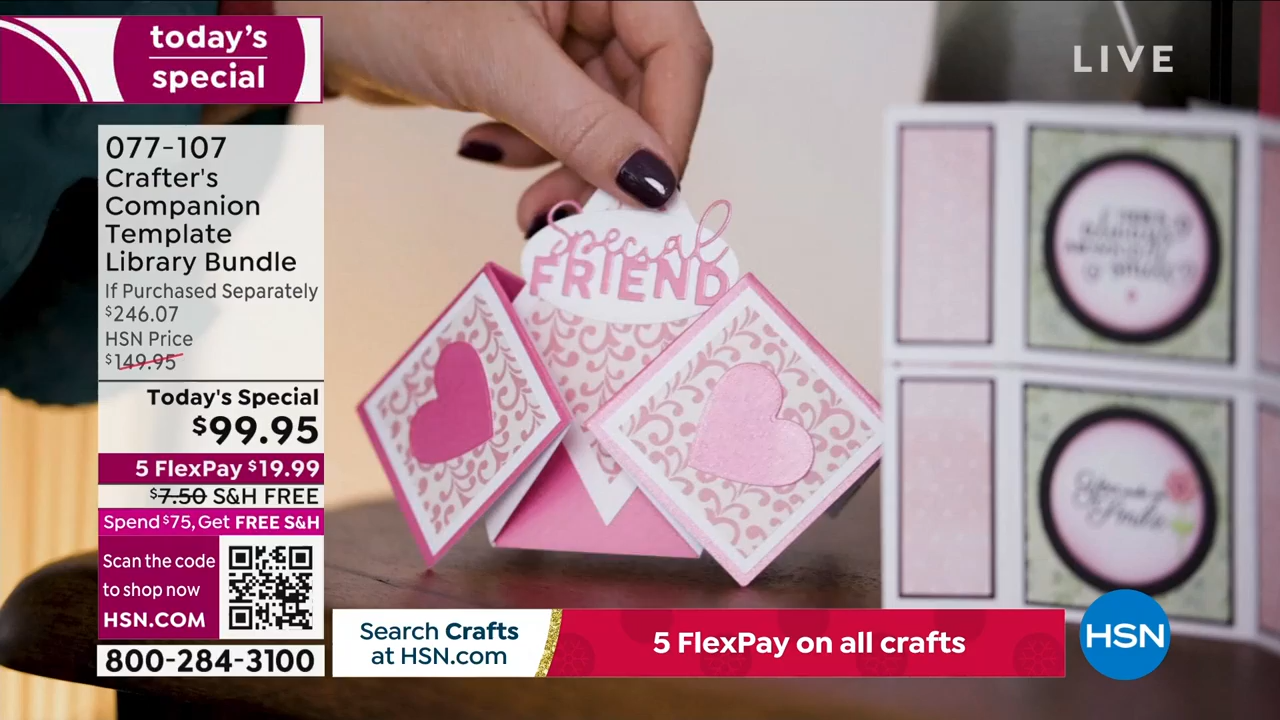 today's
special
LIVE
077-107
Crafter's
Companion
Template
Library Bundle
If Purchased Separately
$246.07
HSN Price
$149.95
Today's Special
$99.95
5 FlexPay $19.99
$7.50 S&H FREE
Spend $75, Get FREE S&H
Scan the code
to shop now
HSN.COM
800-284-3100
special
FRIEND
Search Crafts
at HSN.com
5 FlexPay on all crafts
HSN